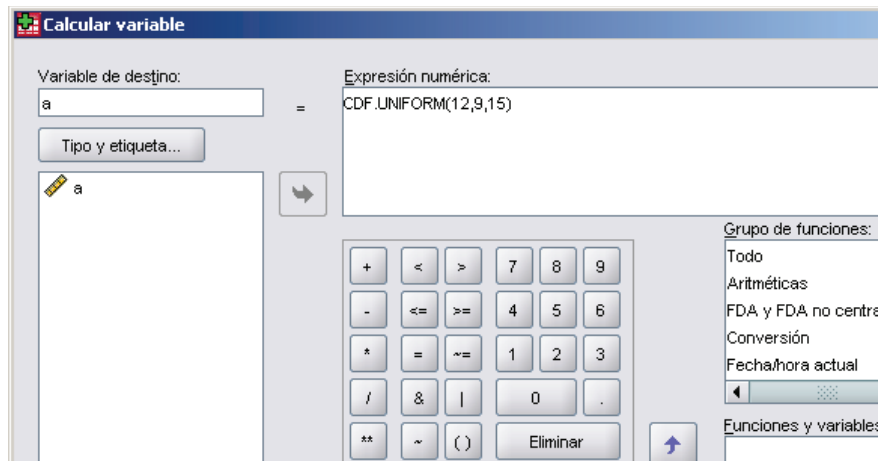 Calcular variable
Variable de destino:
a
=
Expresión numérica:
CDF.UNIFORM(12,9,15)
Tipo y etiqueta...
a
+ < > 7 8 9
- <= >= 4 5 6
* = ~= 1 2 3
/ & | 0 .
** ~ ( ) Eliminar
Grupo de funciones:
Todo
Aritméticas
FDA y FDA no centra
Conversión
Fecha/hora actual
Funciones y variables